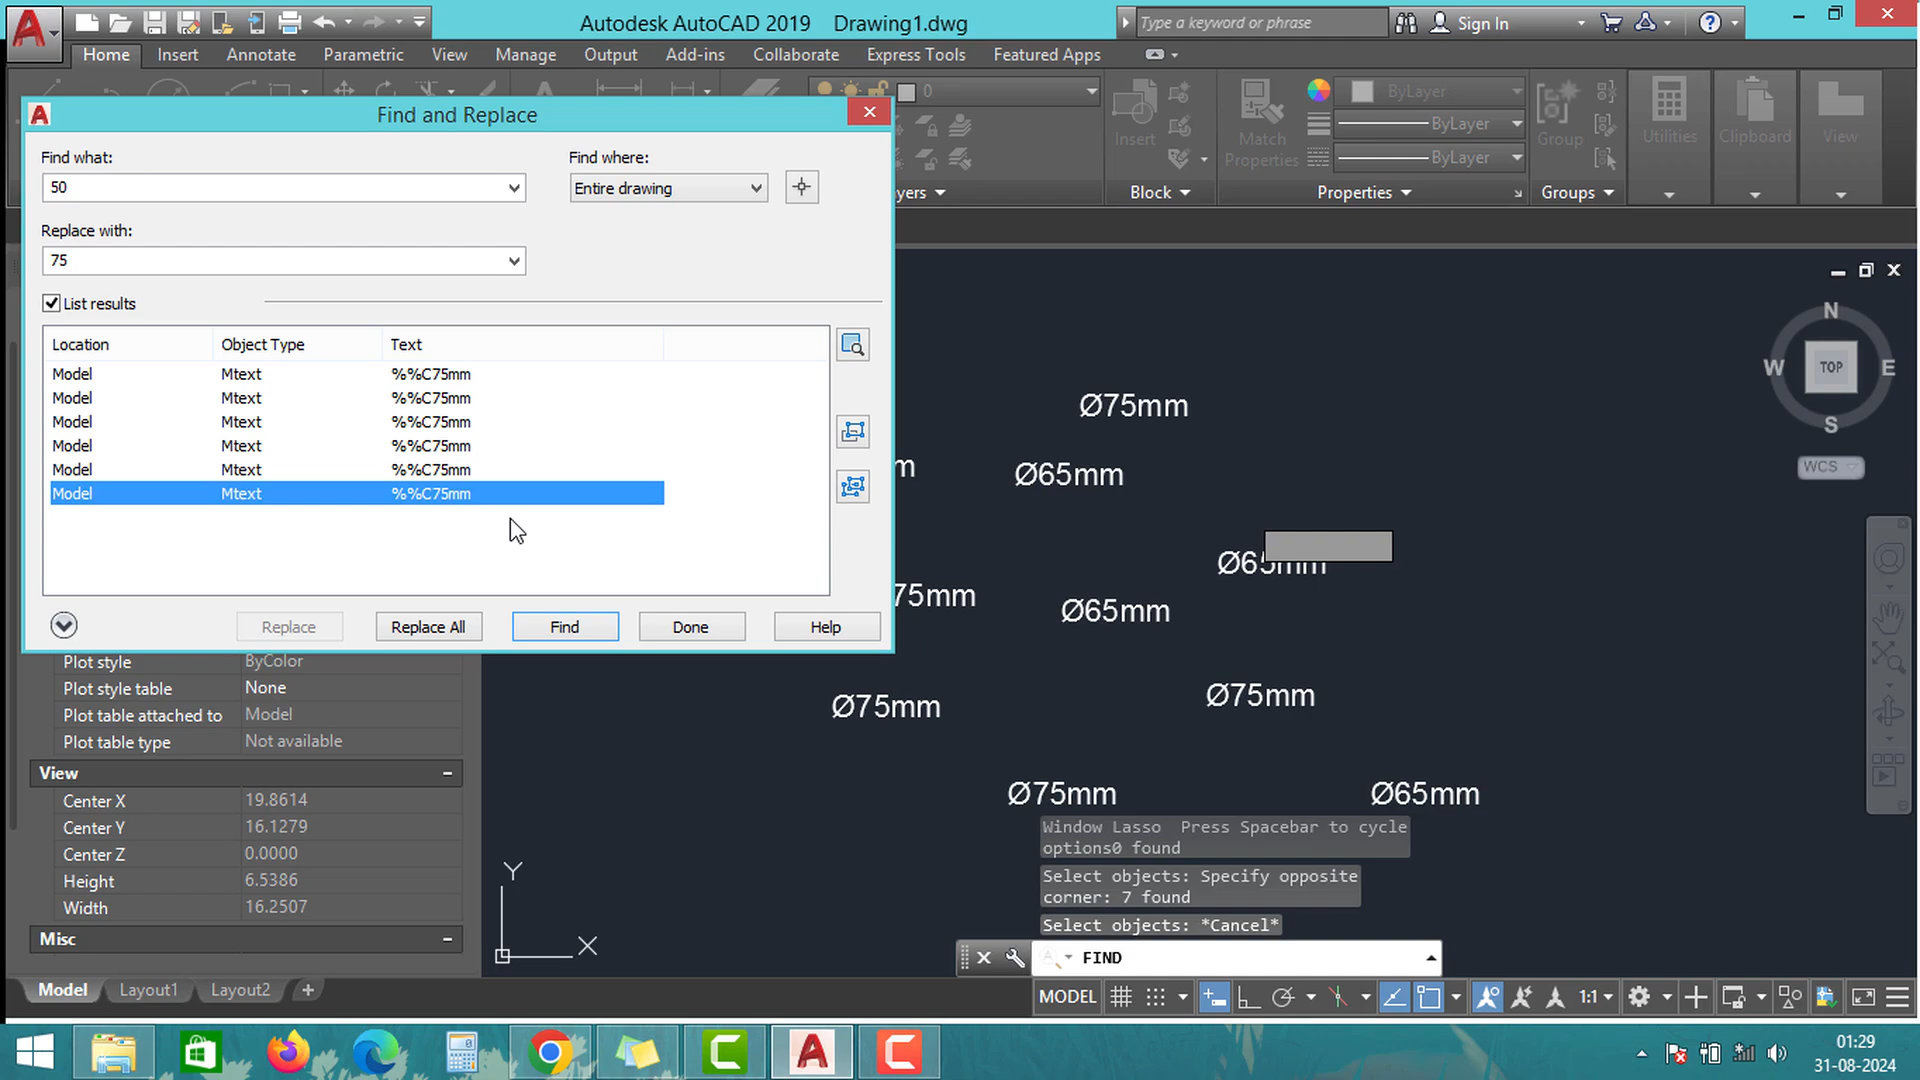 Autodesk AutoCAD 2019 Drawing1.dwg
Type a keyword or phrase
Sign In
Home Insert Annotate Parametric View Manage Output Add-ins Collaborate Express Tools Featured Apps
0
Insert
Match
Properties
ByLayer
ByLayer
ByLayer
Group
Utilities
Clipboard
View
yers
Block
Properties
Groups
Find and Replace
Find what:
50
Find where:
Entire drawing
Replace with:
75
List results
Location Object Type Text
Model Mtext %%C75mm
Model Mtext %%C75mm
Model Mtext %%C75mm
Model Mtext %%C75mm
Model Mtext %%C75mm
Model Mtext %%C75mm
Replace Replace All Find Done Help
Plot style ByColor
Plot style table None
Plot table attached to Model
Plot table type Not available
View
Center X 19.8614
Center Y 16.1279
Center Z 0.0000
Height 6.5386
Width 16.2507
Misc
N
W TOP E
S
WCS
Ø75mm
m Ø65mm
Ø65mm
75mm Ø65mm
Ø75mm Ø75mm
Ø75mm Ø65mm
Y
X
Window Lasso Press Spacebar to cycle
options0 found
Select objects: Specify opposite
corner: 7 found
Select objects: *Cancel*
FIND
Model Layout1 Layout2 +
MODEL 1:1
01:29
31-08-2024